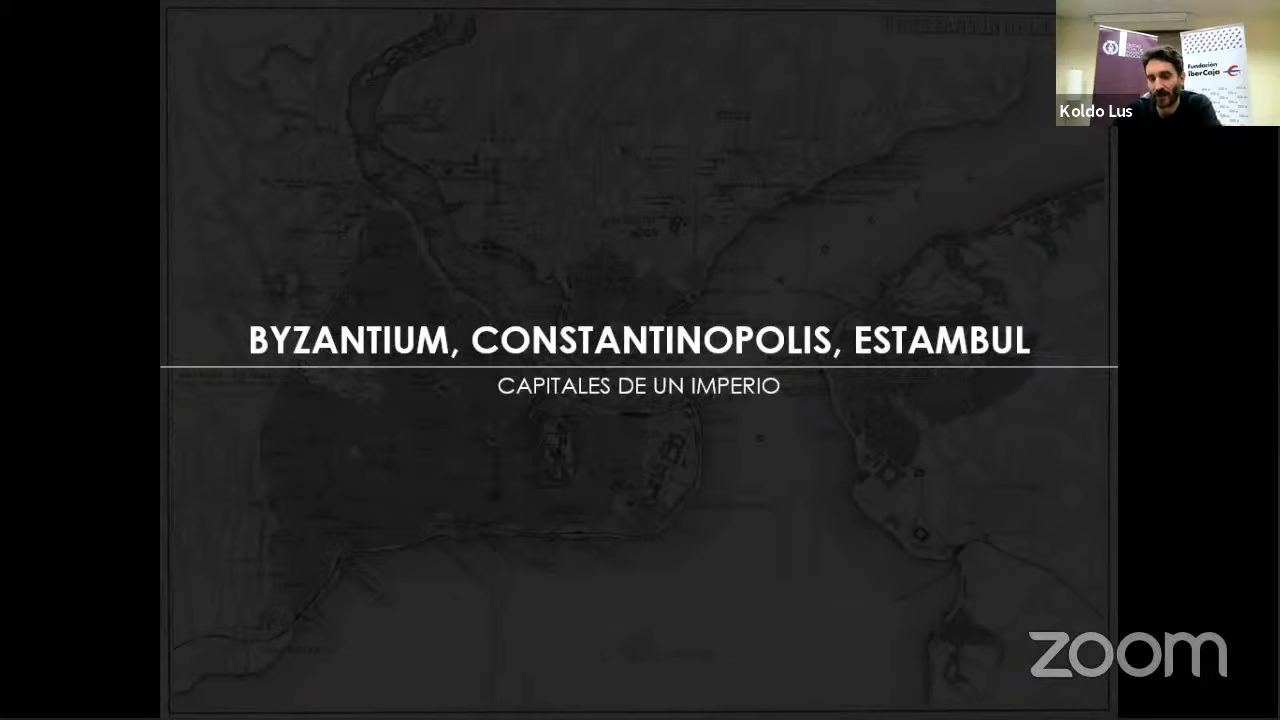 Fundación
iberCaja
Koldo Lus
BYZANTIUM, CONSTANTINOPOLIS, ESTAMBUL
CAPITALES DE UN IMPERIO
zoom